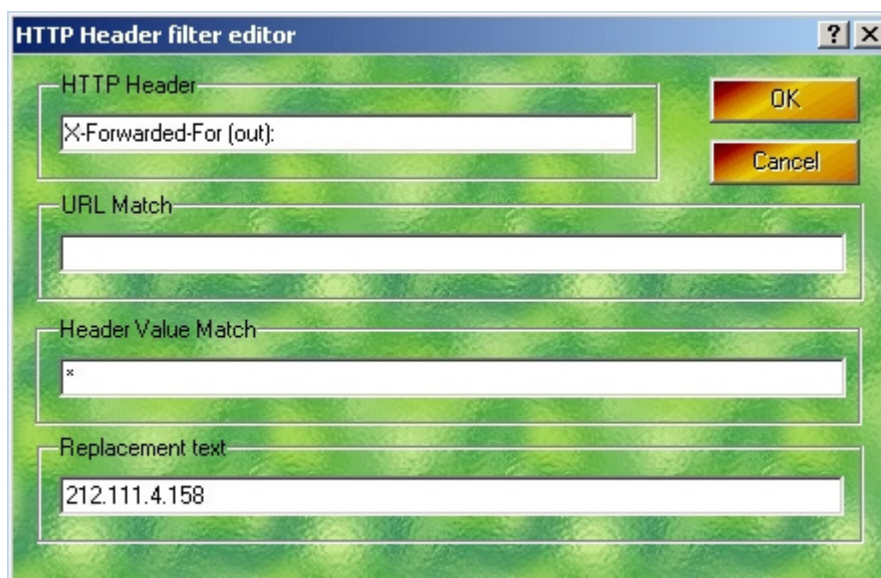 HTTP Header filter editor
HTTP Header
X-Forwarded-For (out):
OK
Cancel
URL Match
Header Value Match
*
Replacement text
212.111.4.158